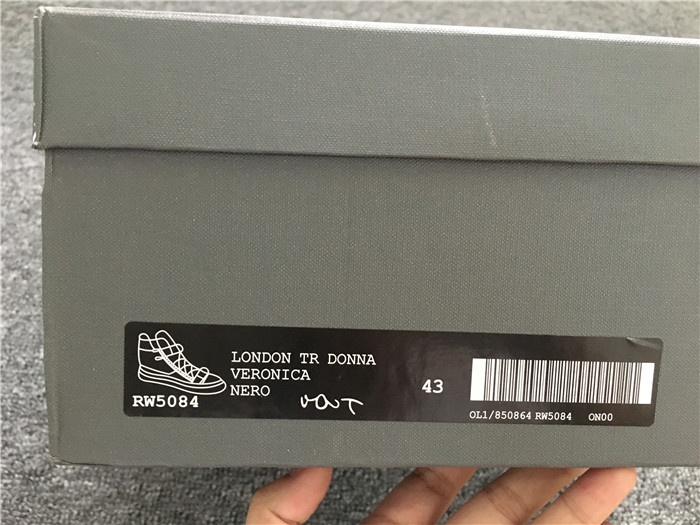 LONDON TR DONNA
VERONICA
NERO
RW5084
43
OL1/850864 RW5084 ON00